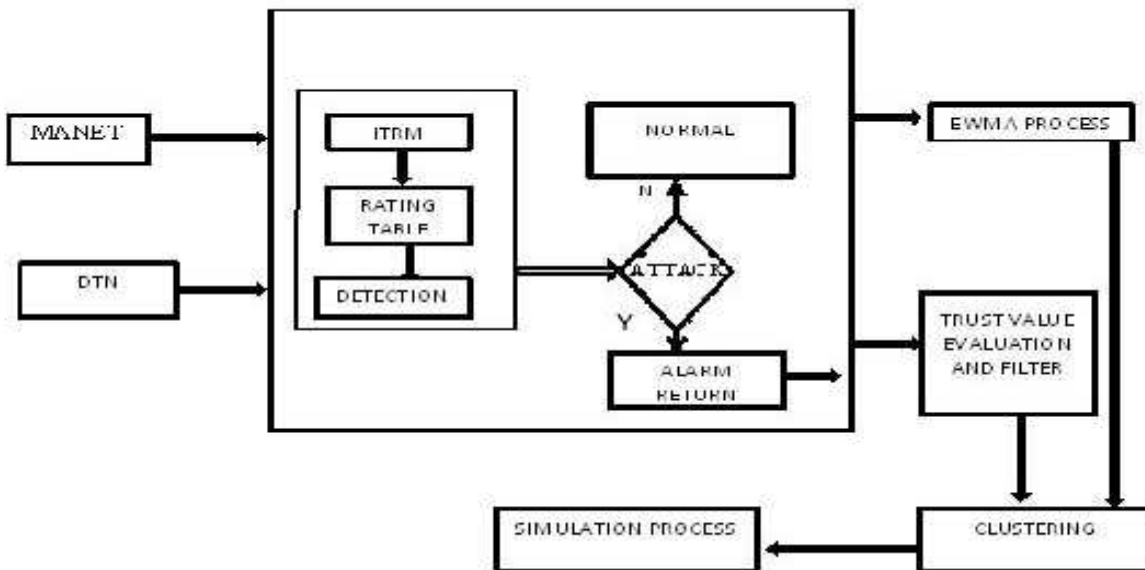 MANET
DTN
ITRM
RATING
TABLE
DETECTION
NORMAL
N
ATTACK
Y
ALARM
RETURN
EWMA PROCESS
TRUST VALUE
EVALUATION
AND FILTER
CLUSTERING
SIMULATION PROCESS